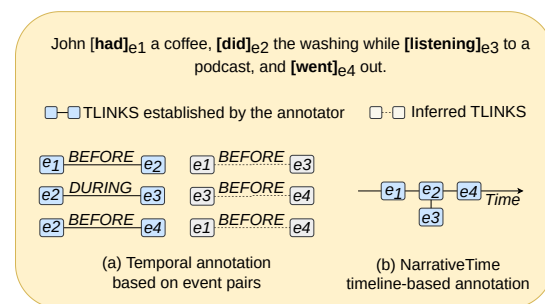 John [had]e1 a coffee, [did]e2 the washing while [listening]e3 to a
podcast, and [went]e4 out.
TLINKS established by the annotator
Inferred TLINKS
e1 BEFORE e2
e1 BEFORE e3
e2 DURING e3
e3 BEFORE e4
e2 BEFORE e4
e1 BEFORE e4
e1 e2 e4
Time
e3
(a) Temporal annotation
based on event pairs
(b) NarrativeTime
timeline-based annotation